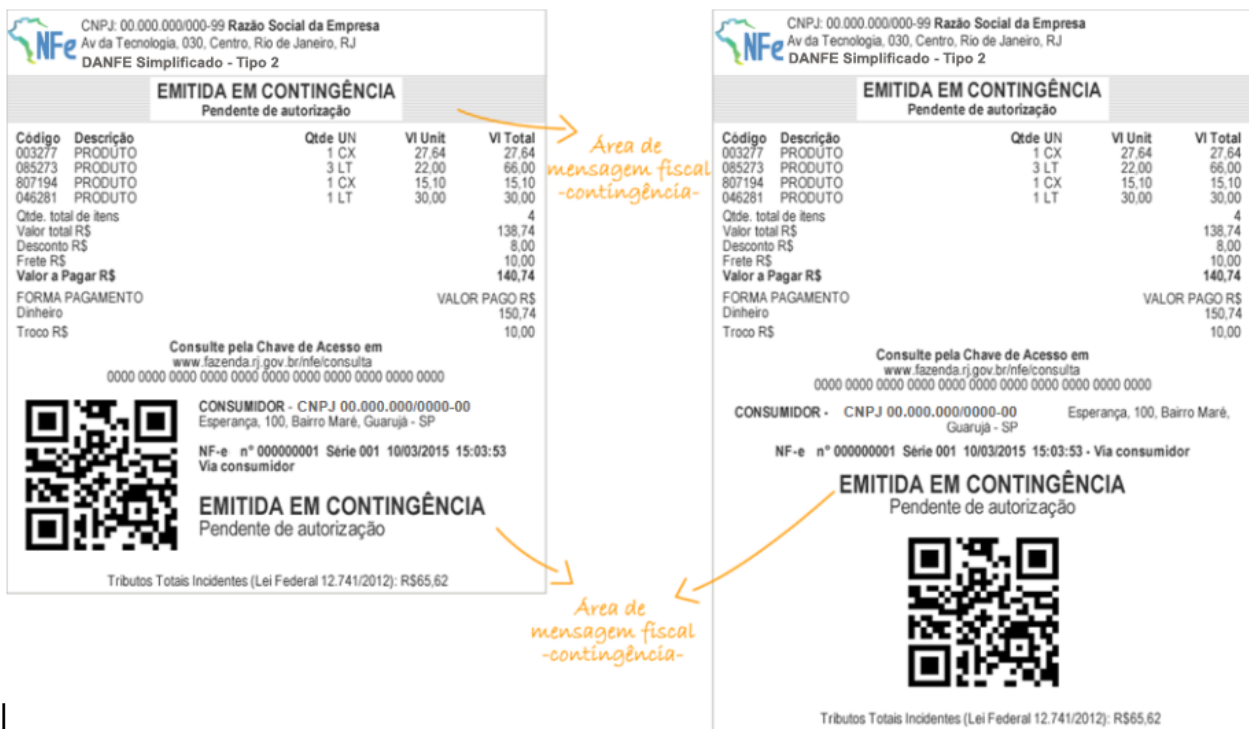 NFe
CNPJ: 00.000.000/000-99 Razão Social da Empresa
Av da Tecnologia, 030, Centro, Rio de Janeiro, RJ
DANFE Simplificado - Tipo 2
EMITIDA EM CONTINGÊNCIA
Pendente de autorização
Código Descrição Qtde UN Vl Unit Vl Total
003277 PRODUTO 1 CX 27,64 27,64
085273 PRODUTO 3 LT 22,00 66,00
807194 PRODUTO 1 CX 15,10 15,10
046281 PRODUTO 1 LT 30,00 30,00
Qtde. total de itens 4
Valor total R$ 138,74
Desconto R$ 8,00
Frete R$ 10,00
Valor a Pagar R$ 140,74
FORMA PAGAMENTO VALOR PAGO R$
Dinheiro 150,74
Troco R$ 10,00
Consulte pela Chave de Acesso em
www.fazenda.rj.gov.br/nfe/consulta
0000 0000 0000 0000 0000 0000 0000 0000 0000 0000 0000
CONSUMIDOR - CNPJ 00.000.000/0000-00
Esperança, 100, Bairro Maré, Guarujá - SP
NF-e nº 000000001 Série 001 10/03/2015 15:03:53
Via consumidor
EMITIDA EM CONTINGÊNCIA
Pendente de autorização
Tributos Totais Incidentes (Lei Federal 12.741/2012): R$65,62
Área de
mensagem fiscal
-contingência-
Área de
mensagem fiscal
-contingência-
NFe
CNPJ: 00.000.000/000-99 Razão Social da Empresa
Av da Tecnologia, 030, Centro, Rio de Janeiro, RJ
DANFE Simplificado - Tipo 2
EMITIDA EM CONTINGÊNCIA
Pendente de autorização
Código Descrição Qtde UN Vl Unit Vl Total
003277 PRODUTO 1 CX 27,64 27,64
085273 PRODUTO 3 LT 22,00 66,00
807194 PRODUTO 1 CX 15,10 15,10
046281 PRODUTO 1 LT 30,00 30,00
Qtde. total de itens 4
Valor total R$ 138,74
Desconto R$ 8,00
Frete R$ 10,00
Valor a Pagar R$ 140,74
FORMA PAGAMENTO VALOR PAGO R$
Dinheiro 150,74
Troco R$ 10,00
Consulte pela Chave de Acesso em
www.fazenda.rj.gov.br/nfe/consulta
0000 0000 0000 0000 0000 0000 0000 0000 0000 0000 0000
CONSUMIDOR - CNPJ 00.000.000/0000-00 Esperança, 100, Bairro Maré,
Guarujá - SP
NF-e nº 000000001 Série 001 10/03/2015 15:03:53 - Via consumidor
EMITIDA EM CONTINGÊNCIA
Pendente de autorização
Tributos Totais Incidentes (Lei Federal 12.741/2012): R$65,62